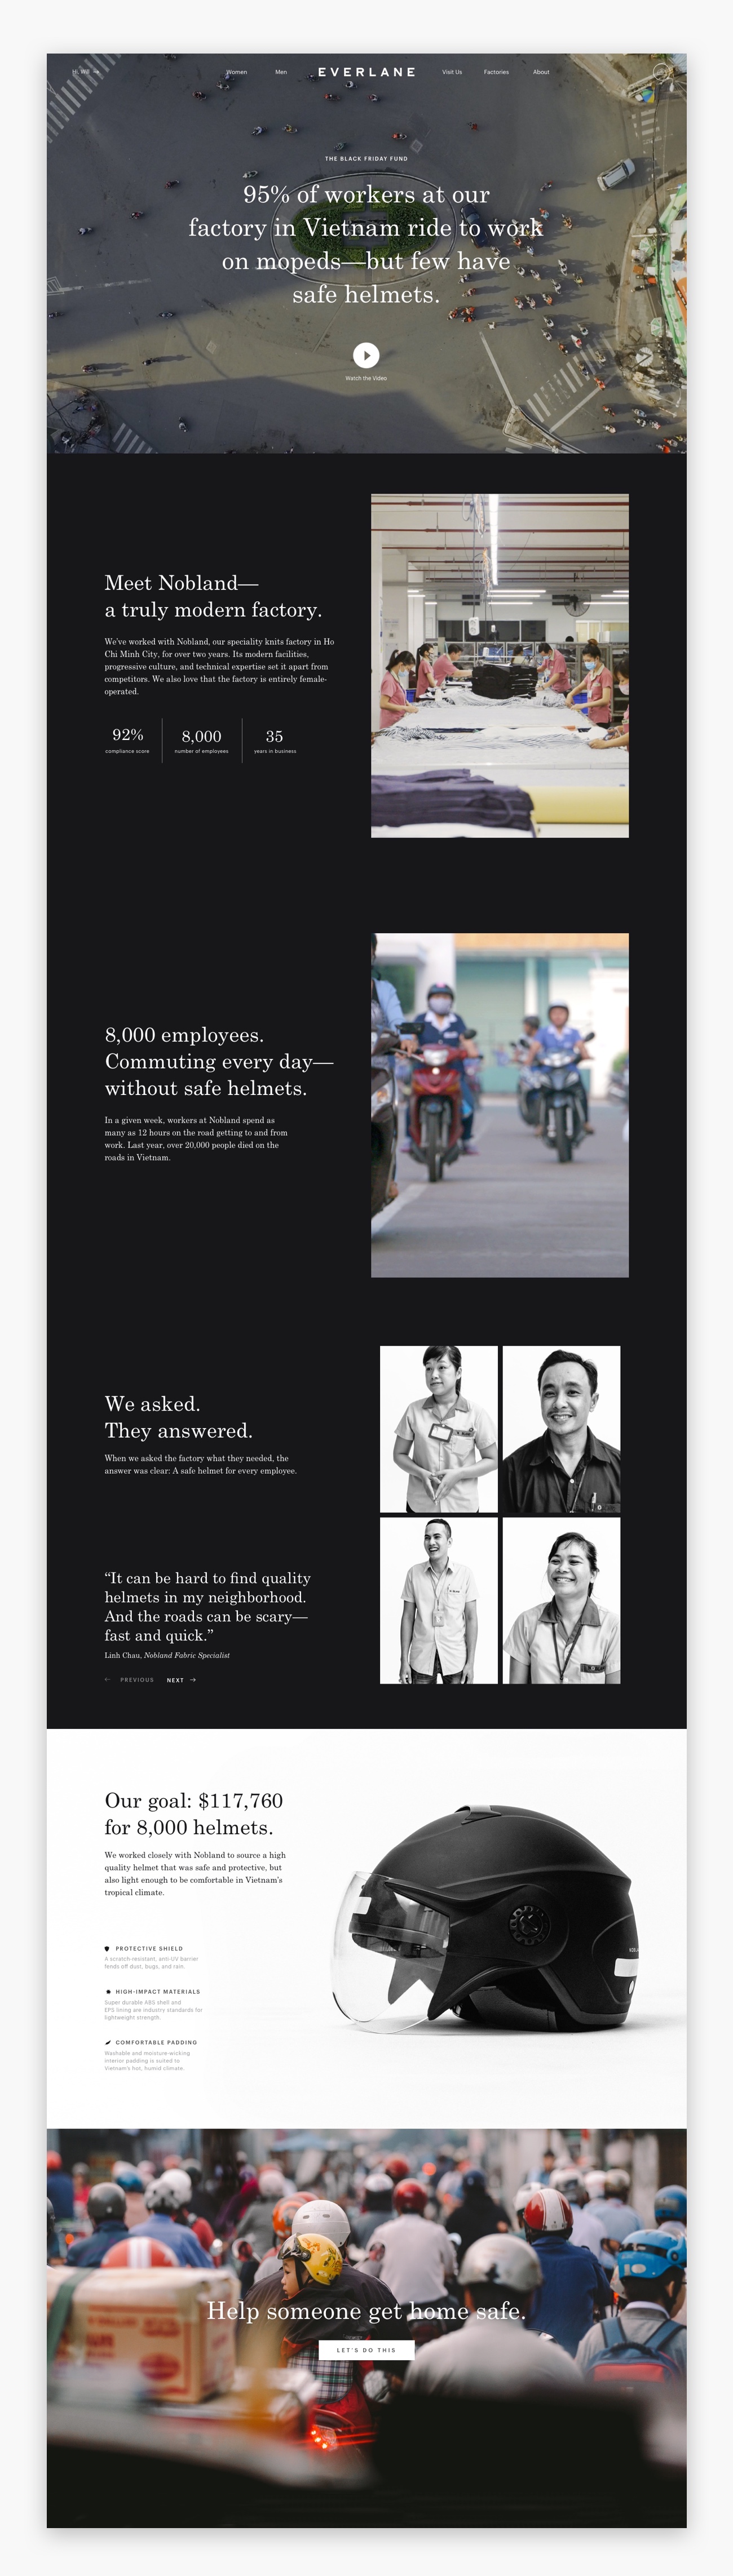 Hi, Will
Women
Men
EVERLANE
Visit Us
Factories
About
THE BLACK FRIDAY FUND
95% of workers at our
factory in Vietnam ride to work
on mopeds—but few have
safe helmets.
Watch the Video
Meet Nobland—
a truly modern factory.
We've worked with Nobland, our speciality knits factory in Ho
Chi Minh City, for over two years. Its modern facilities,
progressive culture, and technical expertise set it apart from
competitors. We also love that the factory is entirely female-
operated.
92%
compliance score
8,000
number of employees
35
years in business
8,000 employees.
Commuting every day—
without safe helmets.
In a given week, workers at Nobland spend as
many as 12 hours on the road getting to and from
work. Last year, over 20,000 people died on the
roads in Vietnam.
We asked.
They answered.
When we asked the factory what they needed, the
answer was clear: A safe helmet for every employee.
“It can be hard to find quality
helmets in my neighborhood.
And the roads can be scary—
fast and quick.”
Linh Chau, Nobland Fabric Specialist
← PREVIOUS NEXT →
Our goal: $117,760
for 8,000 helmets.
We worked closely with Nobland to source a high
quality helmet that was safe and protective, but
also light enough to be comfortable in Vietnam's
tropical climate.
PROTECTIVE SHIELD
A scratch-resistant, anti-UV barrier
fends off dust, bugs, and rain.
HIGH-IMPACT MATERIALS
Super durable ABS shell and
EPS lining are industry standards for
lightweight strength.
COMFORTABLE PADDING
Washable and moisture-wicking
interior padding is suited to
Vietnam's hot, humid climate.
Help someone get home safe.
LET'S DO THIS